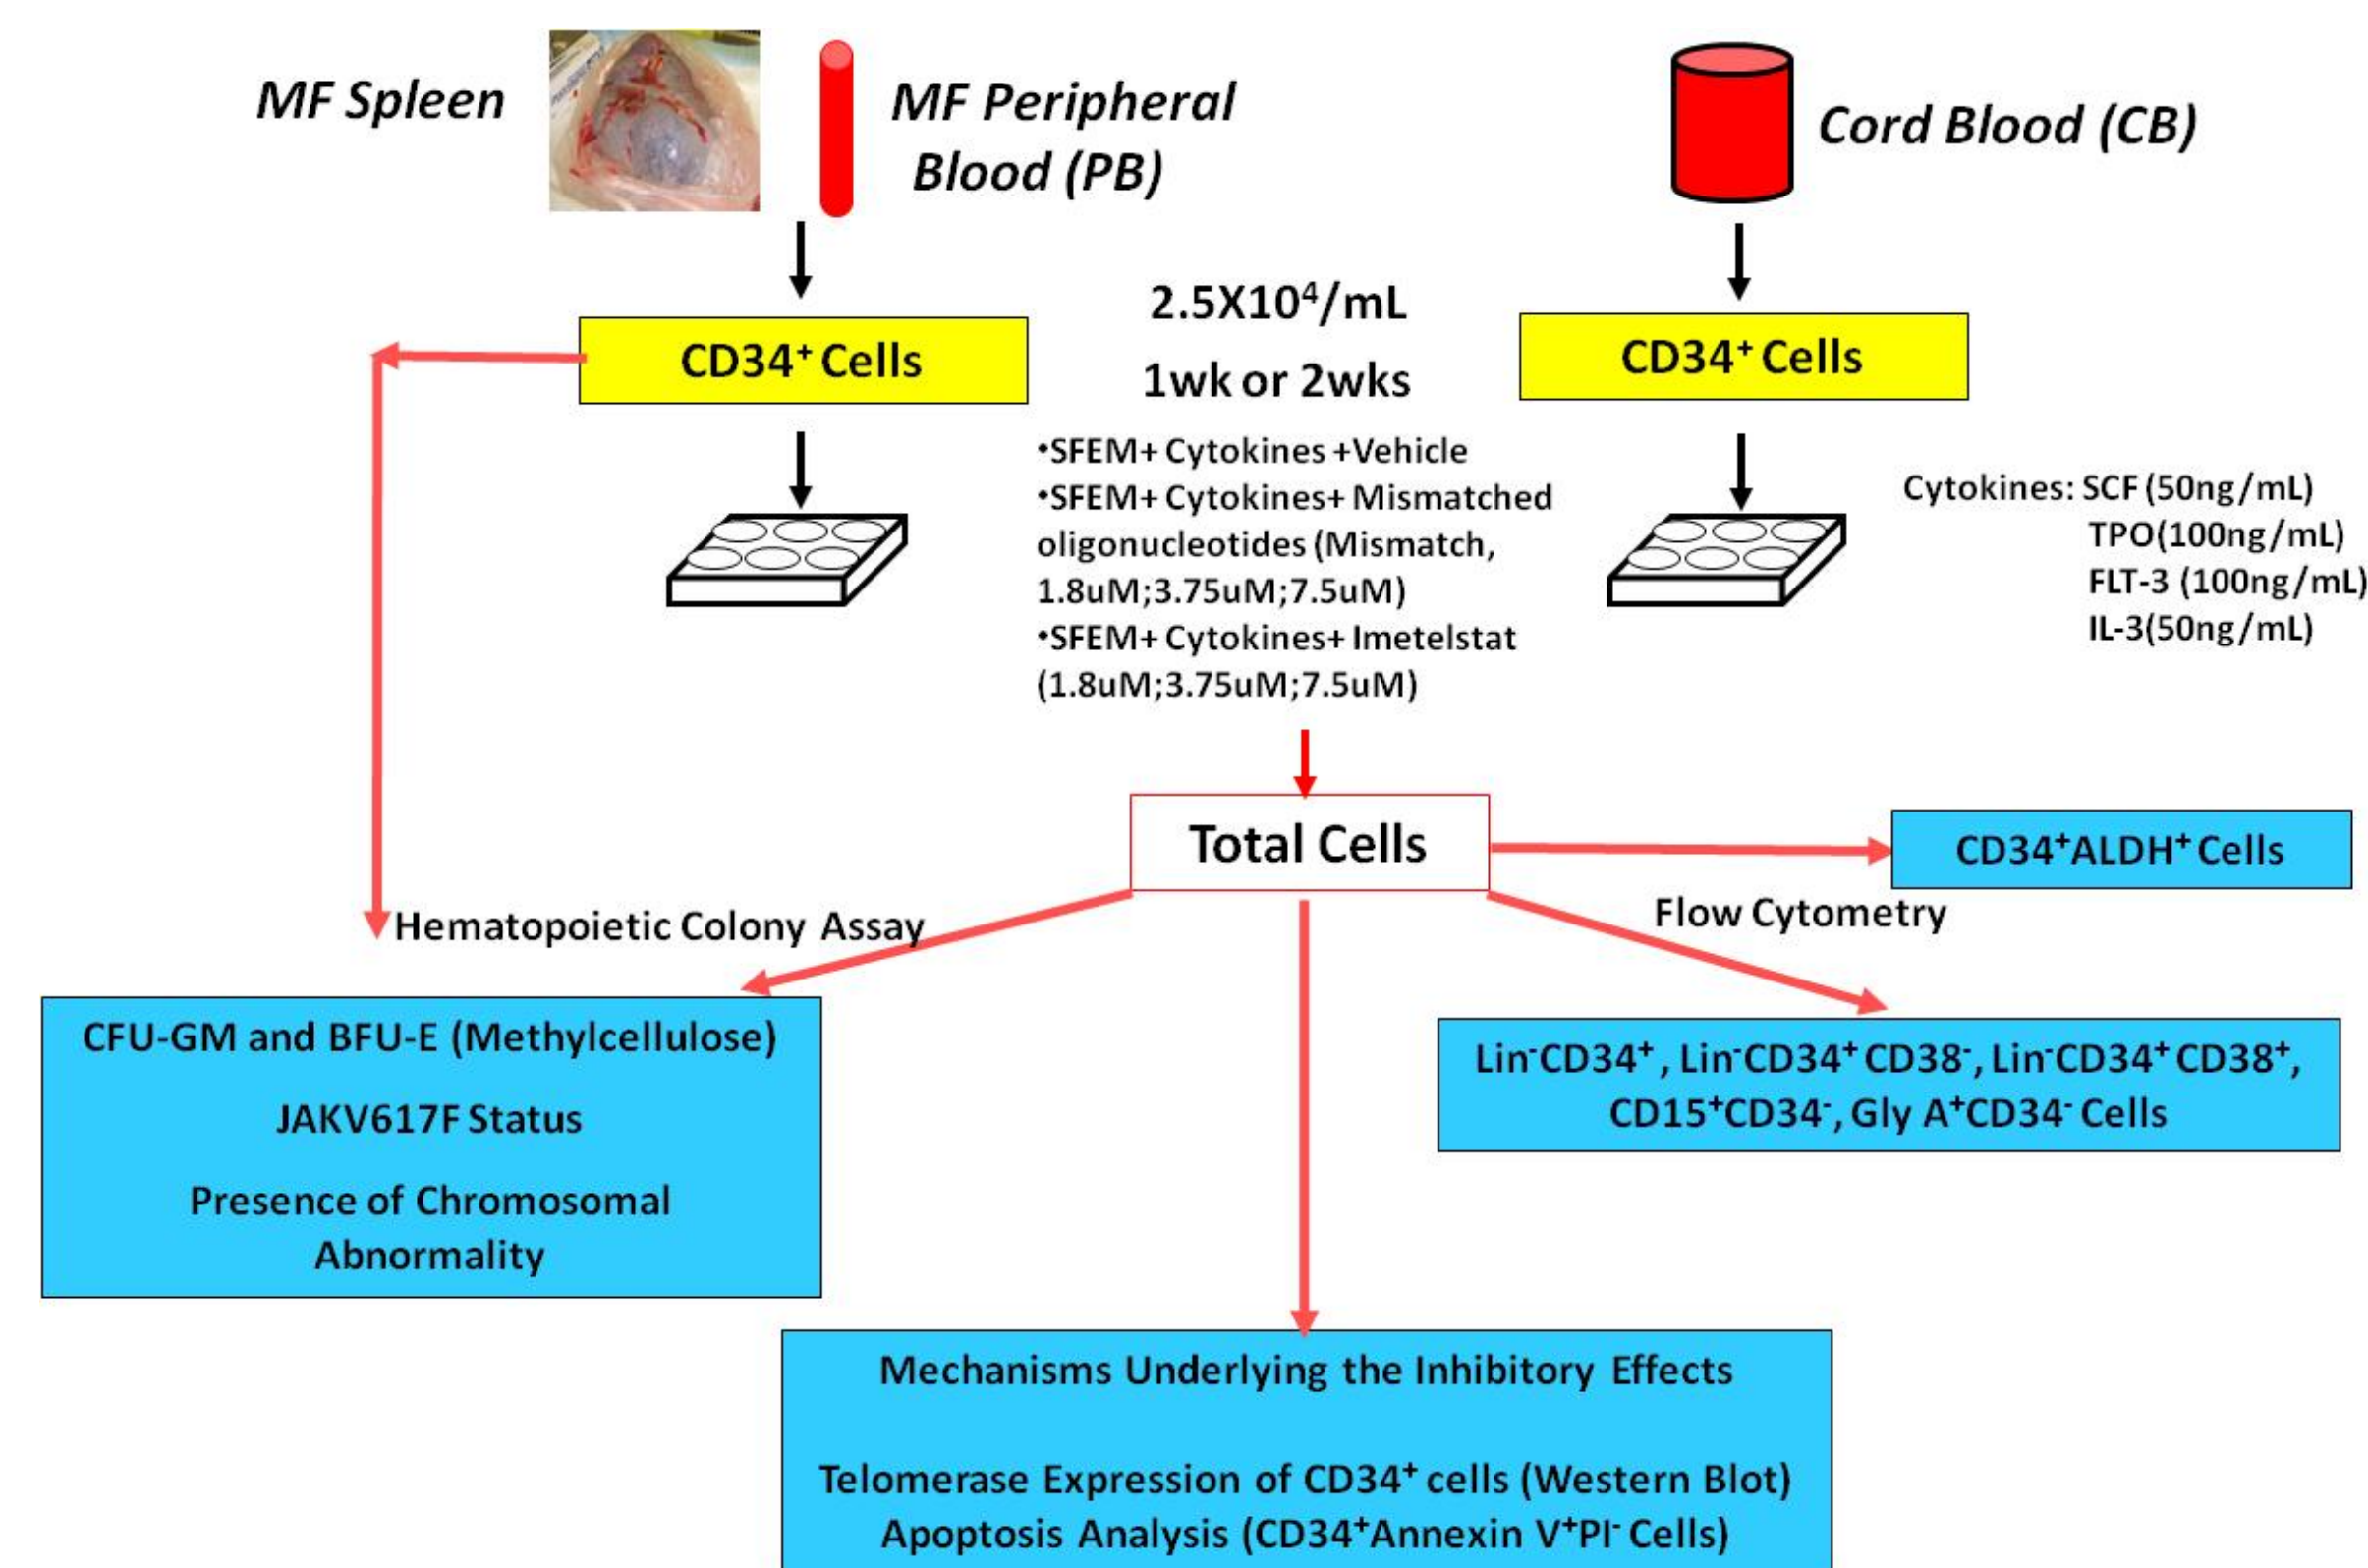 MF Spleen
MF Peripheral
Blood (PB)
Cord Blood (CB)
CD34⁺ Cells
2.5X10⁴/mL
1wk or 2wks
CD34⁺ Cells
•SFEM+ Cytokines +Vehicle
•SFEM+ Cytokines+ Mismatched
oligonucleotides (Mismatch,
1.8uM;3.75uM;7.5uM)
•SFEM+ Cytokines+ Imetelstat
(1.8uM;3.75uM;7.5uM)
Cytokines: SCF (50ng/mL)
TPO(100ng/mL)
FLT-3 (100ng/mL)
IL-3(50ng/mL)
Total Cells
CD34⁺ALDH⁺ Cells
Hematopoietic Colony Assay
Flow Cytometry
CFU-GM and BFU-E (Methylcellulose)
JAKV617F Status
Presence of Chromosomal
Abnormality
Lin⁻CD34⁺, Lin⁻CD34⁺ CD38⁻, Lin⁻CD34⁺ CD38⁺,
CD15⁺CD34⁻, Gly A⁺CD34⁻ Cells
Mechanisms Underlying the Inhibitory Effects
Telomerase Expression of CD34⁺ cells (Western Blot)
Apoptosis Analysis (CD34⁺Annexin V⁺PI⁻ Cells)